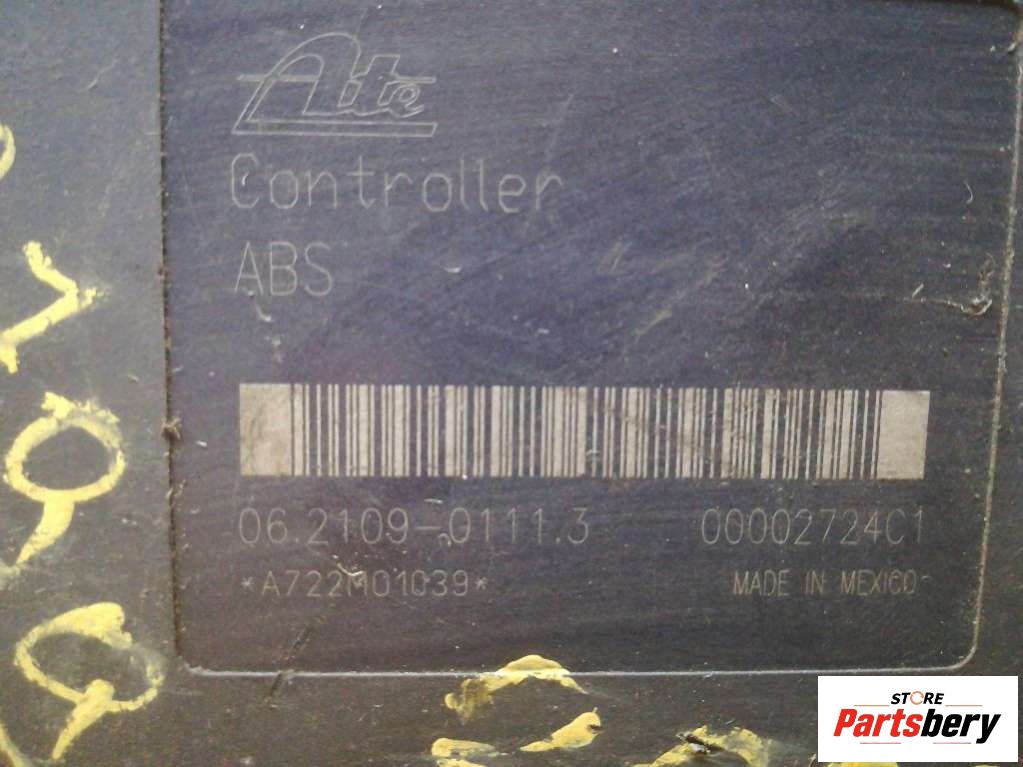 Ate
Controller
ABS
06.2109-0111.3 00002724C1
*A722M01039* MADE IN MEXICO
STORE
Partsbery